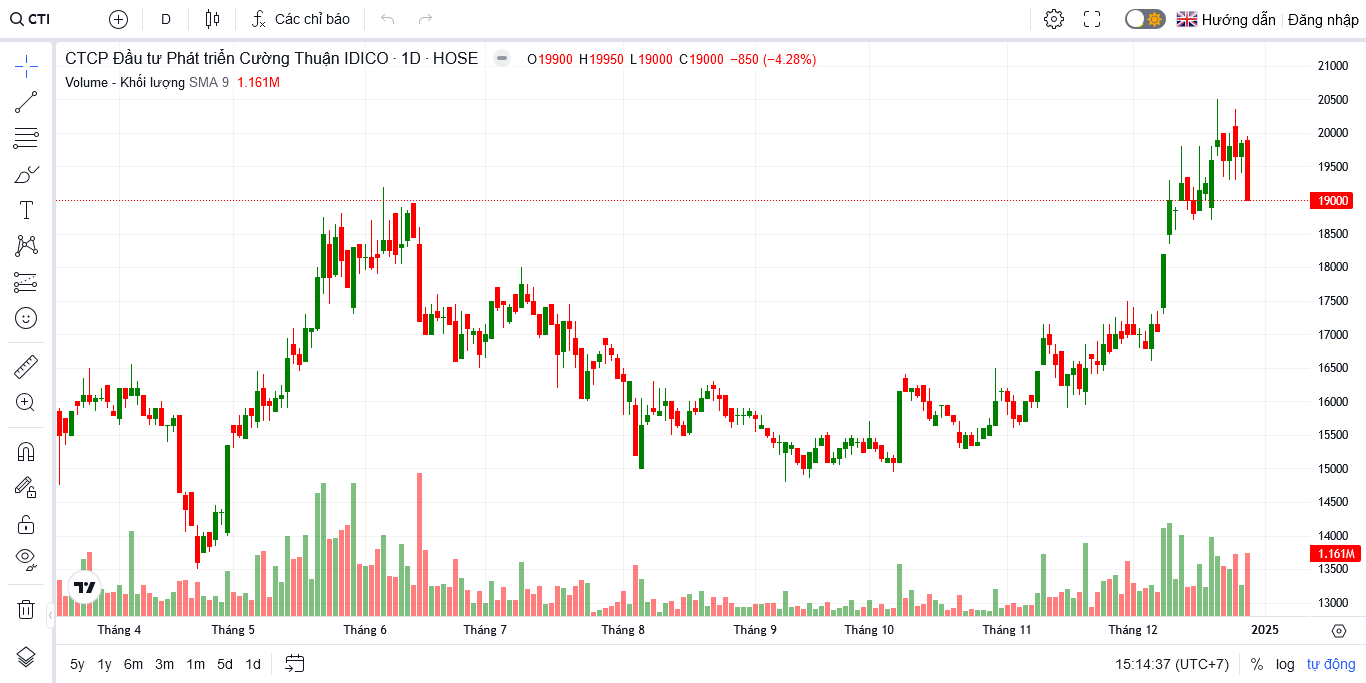 CTI D Các chỉ báo Hướng dẫn Đăng nhập
CTCP Đầu tư Phát triển Cường Thuận IDICO · 1D · HOSE O19900 H19950 L19000 C19000 −850 (−4.28%)
Volume - Khối lượng SMA 9 1.161M
21000
20500
20000
19500
19000
18500
18000
17500
17000
16500
16000
15500
15000
14500
14000
1.161M
13500
13000
Tháng 4 Tháng 5 Tháng 6 Tháng 7 Tháng 8 Tháng 9 Tháng 10 Tháng 11 Tháng 12 2025
5y 1y 6m 3m 1m 5d 1d 15:14:37 (UTC+7) % log tự động